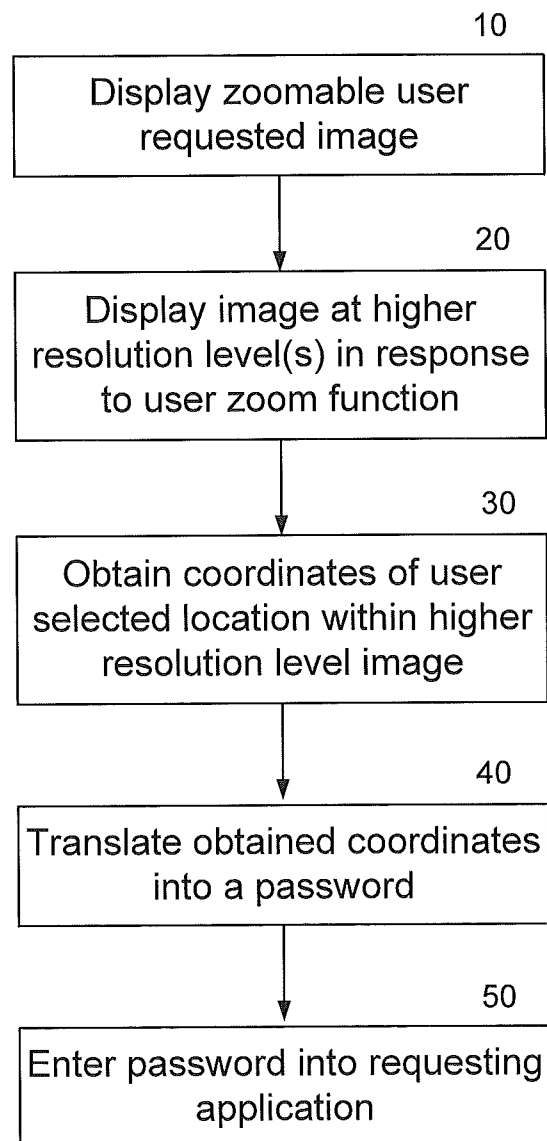 10
Display zoomable user
requested image
20
Display image at higher
resolution level(s) in response
to user zoom function
30
Obtain coordinates of user
selected location within higher
resolution level image
40
Translate obtained coordinates
into a password
50
Enter password into requesting
application